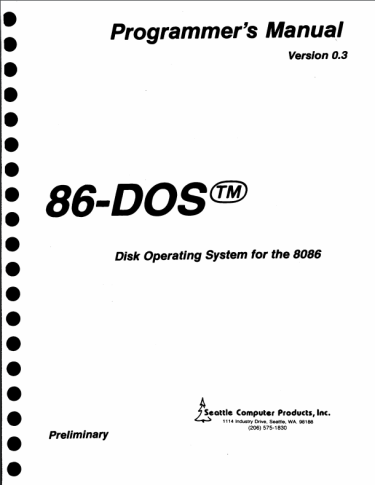 Programmer's Manual
Version 0.3
86-DOS™
Disk Operating System for the 8086
Seattle Computer Products, Inc.
1114 Industry Drive, Seattle, WA. 98188
(206) 575-1830
Preliminary